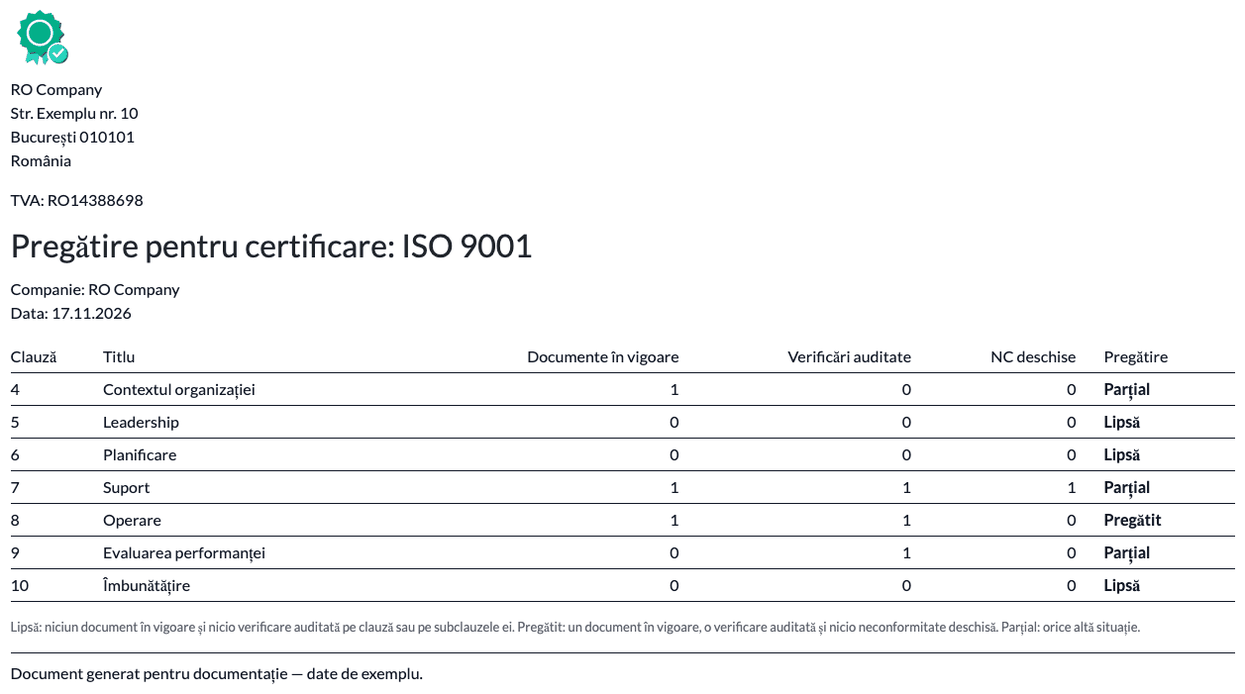 RO Company
Str. Exemplu nr. 10
București 010101
România
TVA: RO14388698
Pregătire pentru certificare: ISO 9001
Companie: RO Company
Data: 17.11.2026
Clauză Titlu Documente în vigoare Verificări auditate NC deschise Pregătire
4 Contextul organizației 1 0 0 Parțial
5 Leadership 0 0 0 Lipsă
6 Planificare 0 0 0 Lipsă
7 Suport 1 1 1 Parțial
8 Operare 1 1 0 Pregătit
9 Evaluarea performanței 0 1 0 Parțial
10 Îmbunătățire 0 0 0 Lipsă
Lipsă: niciun document în vigoare și nicio verificare auditată pe clauză sau pe subclauzele ei. Pregătit: un document în vigoare, o verificare auditată și nicio neconformitate deschisă. Parțial: orice altă situație.
Document generat pentru documentație — date de exemplu.